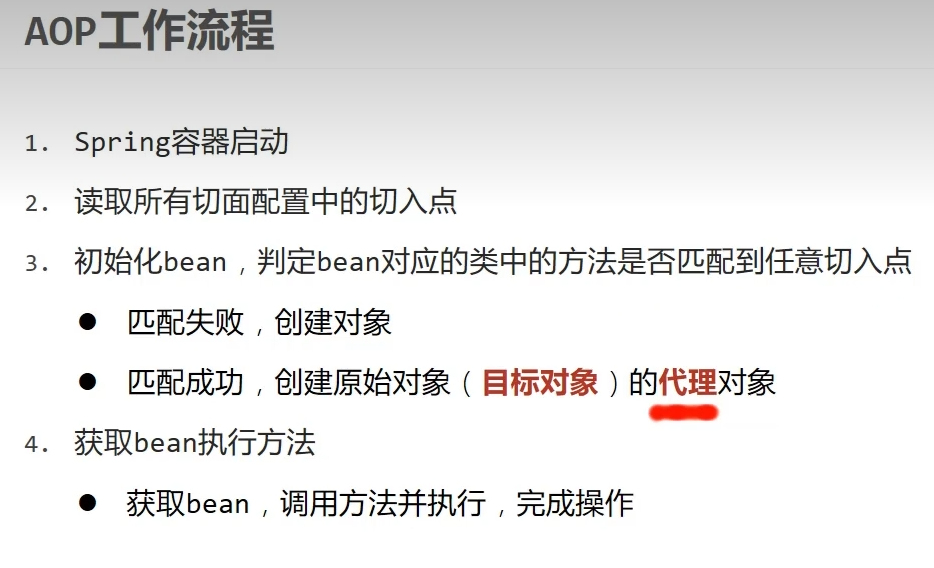 AOP工作流程
1. Spring容器启动
2. 读取所有切面配置中的切入点
3. 初始化bean，判定bean对应的类中的方法是否匹配到任意切入点
● 匹配失败，创建对象
● 匹配成功，创建原始对象（目标对象）的代理对象
4. 获取bean执行方法
● 获取bean，调用方法并执行，完成操作